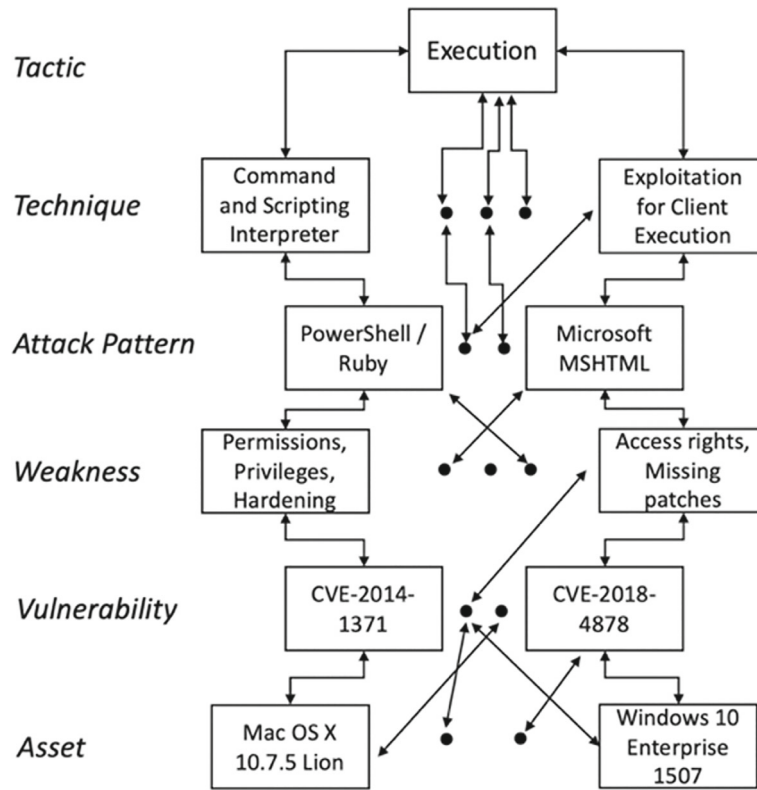 Tactic
Execution
Technique
Command
and Scripting
Interpreter
Exploitation
for Client
Execution
Attack Pattern
PowerShell /
Ruby
Microsoft
MSHTML
Weakness
Permissions,
Privileges,
Hardening
Access rights,
Missing
patches
Vulnerability
CVE-2014-
1371
CVE-2018-
4878
Asset
Mac OS X
10.7.5 Lion
Windows 10
Enterprise
1507